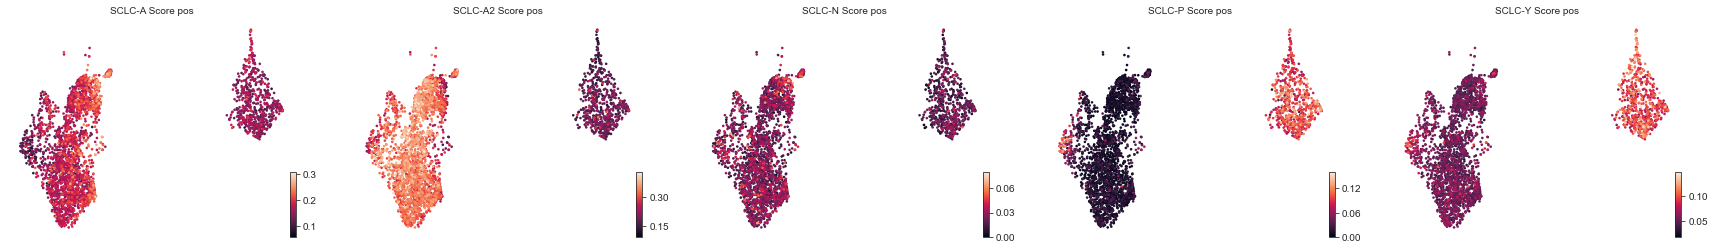 SCLC-A Score pos
0.3
0.2
0.1
SCLC-A2 Score pos
0.30
0.15
SCLC-N Score pos
0.06
0.03
0.00
SCLC-P Score pos
0.12
0.06
0.00
SCLC-Y Score pos
0.10
0.05